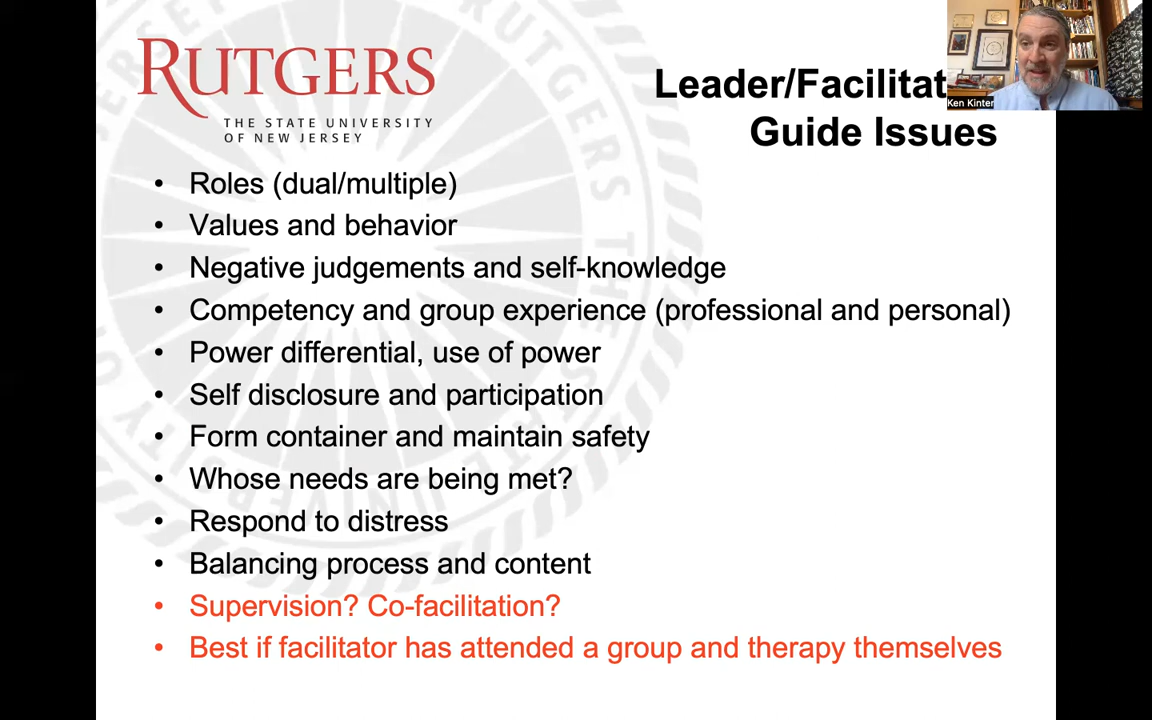 RUTGERS
THE STATE UNIVERSITY
OF NEW JERSEY
Leader/Facilitat
Guide Issues
Ken Kinter
• Roles (dual/multiple)
• Values and behavior
• Negative judgements and self-knowledge
• Competency and group experience (professional and personal)
• Power differential, use of power
• Self disclosure and participation
• Form container and maintain safety
• Whose needs are being met?
• Respond to distress
• Balancing process and content
• Supervision? Co-facilitation?
• Best if facilitator has attended a group and therapy themselves